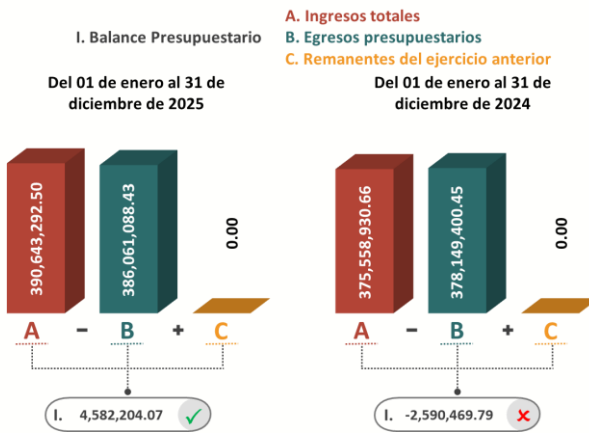 I. Balance Presupuestario
A. Ingresos totales
B. Egresos presupuestarios
C. Remanentes del ejercicio anterior
Del 01 de enero al 31 de
diciembre de 2025
390,643,292.50
386,061,088.43
0.00
A - B + C
I. 4,582,204.07
Del 01 de enero al 31 de
diciembre de 2024
375,558,930.66
378,149,400.45
0.00
A - B + C
I. -2,590,469.79